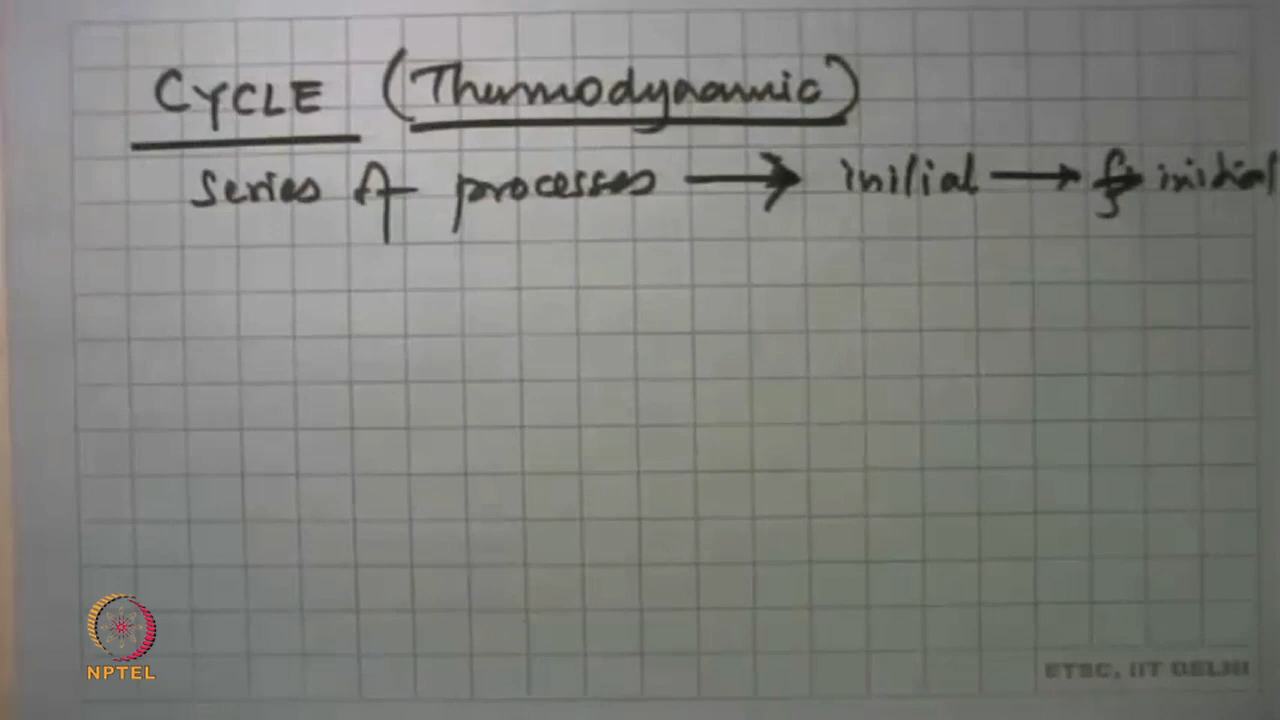 CYCLE (Thermodynamic)
Series of processes → initial → initial
NPTEL
ETSC, IIT DELHI